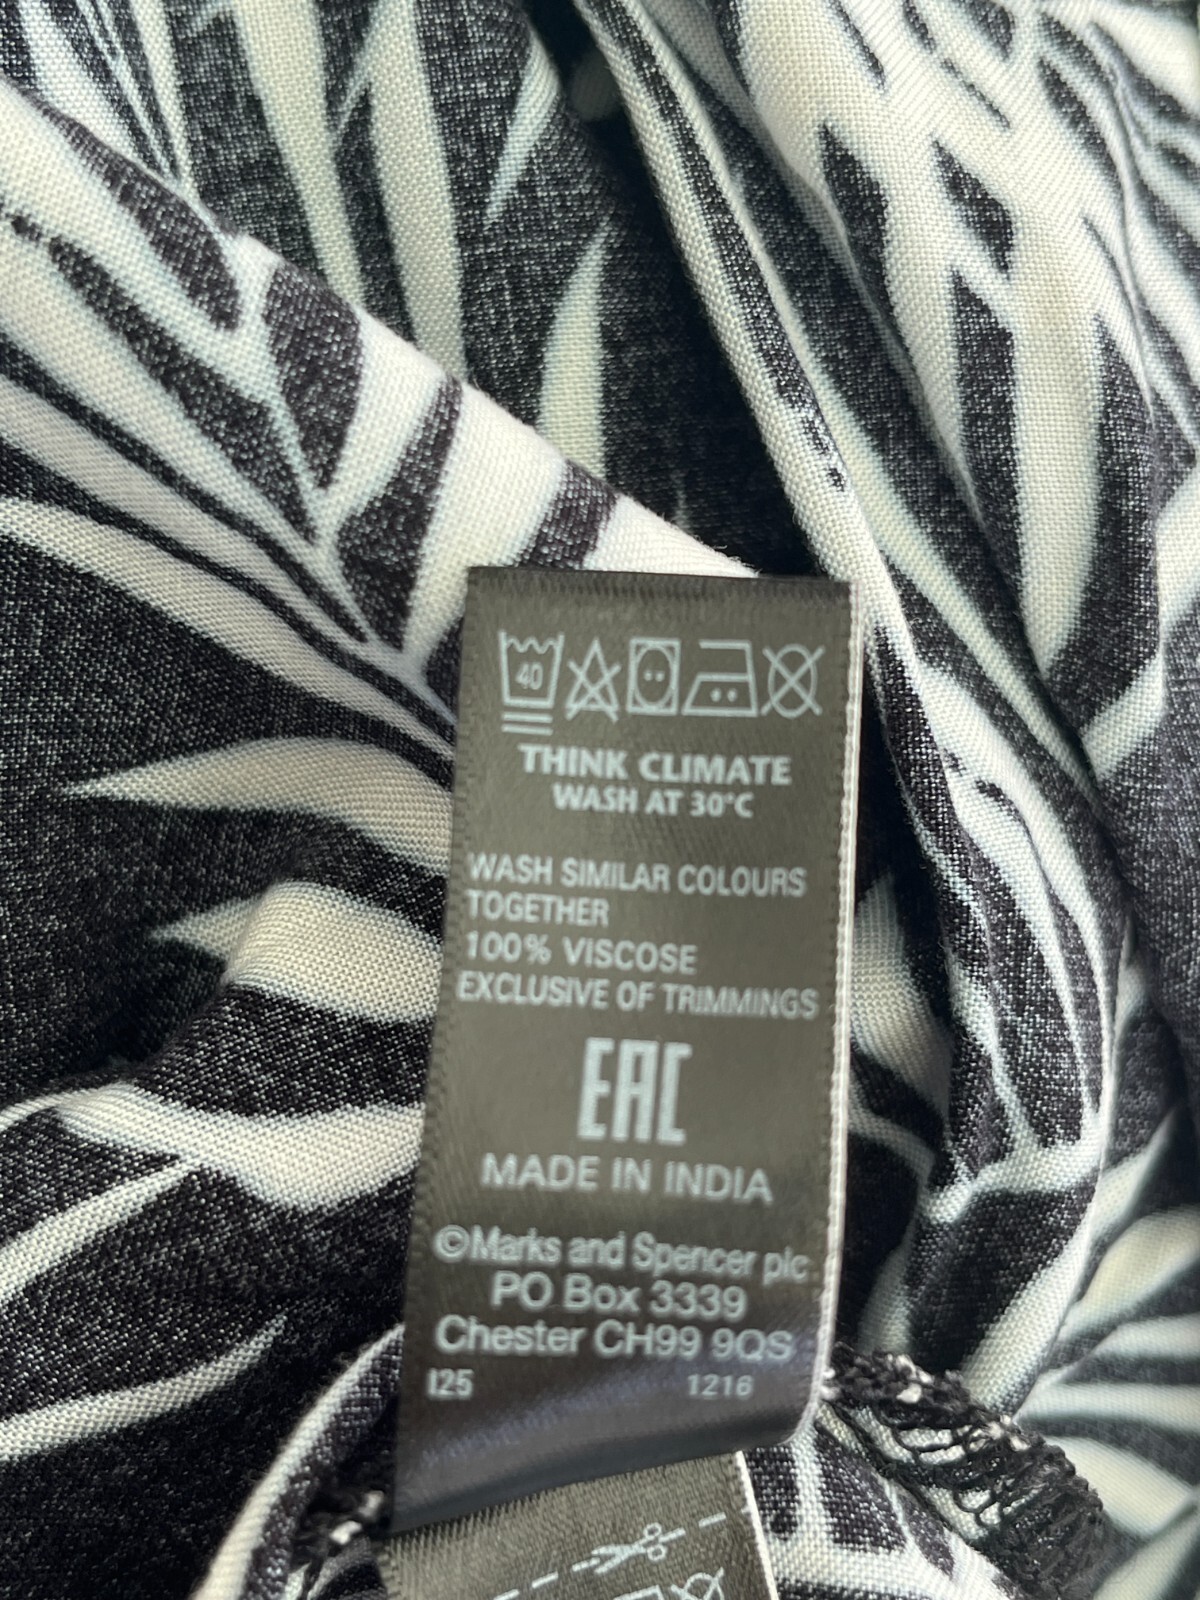 40
THINK CLIMATE
WASH AT 30°C
WASH SIMILAR COLOURS
TOGETHER
100% VISCOSE
EXCLUSIVE OF TRIMMINGS
EAC
MADE IN INDIA
©Marks and Spencer plc
PO Box 3339
Chester CH99 9QS
I25 1216